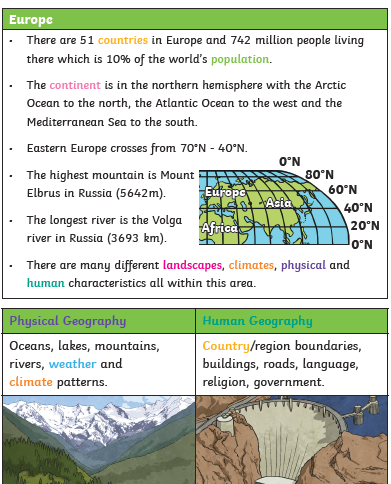 Europe
• There are 51 countries in Europe and 742 million people living
there which is 10% of the world's population.
• The continent is in the northern hemisphere with the Arctic
Ocean to the north, the Atlantic Ocean to the west and the
Mediterranean Sea to the south.
• Eastern Europe crosses from 70°N - 40°N.
• The highest mountain is Mount
Elbrus in Russia (5642m).
• The longest river is the Volga
river in Russia (3693 km).
0°N
80°N
60°N
40°N
20°N
0°N
Europe
Asia
Africa
• There are many different landscapes, climates, physical and
human characteristics all within this area.
Physical Geography
Oceans, lakes, mountains,
rivers, weather and
climate patterns.
Human Geography
Country/region boundaries,
buildings, roads, language,
religion, government.